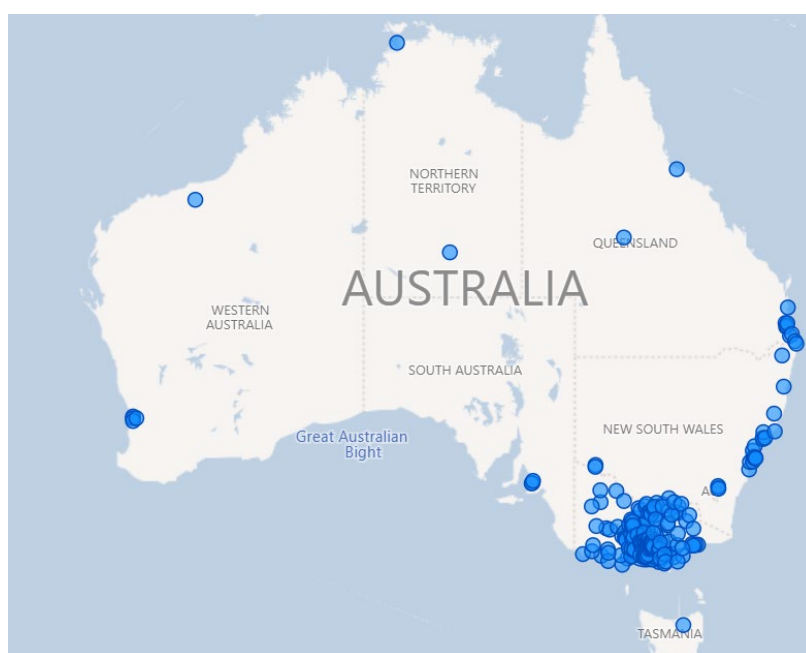 NORTHERN
TERRITORY
QUEENSLAND
AUSTRALIA
WESTERN
AUSTRALIA
SOUTH AUSTRALIA
Great Australian
Bight
NEW SOUTH WALES
A
TASMANIA